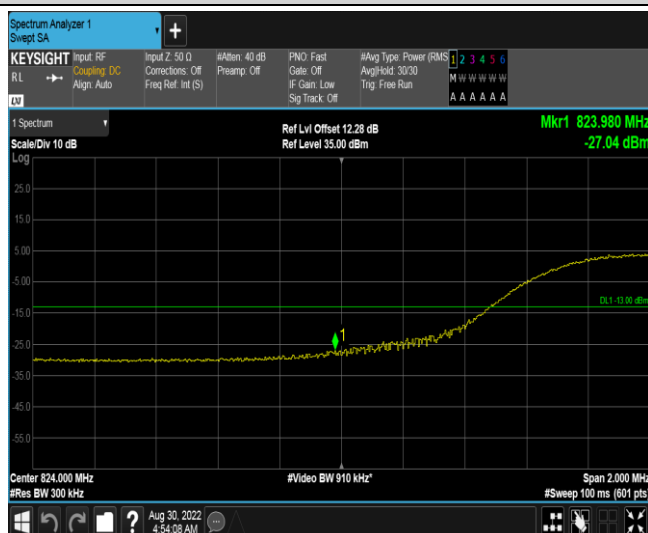 Spectrum Analyzer 1
Swept SA
+
KEYSIGHT
RL
Input: RF
Coupling: DC
Align: Auto
Input Z: 50 Ω
Corrections: Off
Freq Ref: Int (S)
#Atten: 40 dB
Preamp: Off
PNO: Fast
Gate: Off
IF Gain: Low
Sig Track: Off
#Avg Type: Power (RMS
Avg|Hold: 30/30
Trig: Free Run
1 2 3 4 5 6
M W W W W W
A A A A A A
LXI
1 Spectrum
Scale/Div 10 dB
Log
Ref Lvl Offset 12.28 dB
Ref Level 35.00 dBm
Mkr1 823.980 MHz
-27.04 dBm
25.0
15.0
5.00
-5.00
DL1 -13.00 dBm
-15.0
1
-25.0
-35.0
-45.0
-55.0
Center 824.000 MHz
#Res BW 300 kHz
#Video BW 910 kHz*
Span 2.000 MHz
#Sweep 100 ms (601 pts)
?
Aug 30, 2022
4:54:08 AM